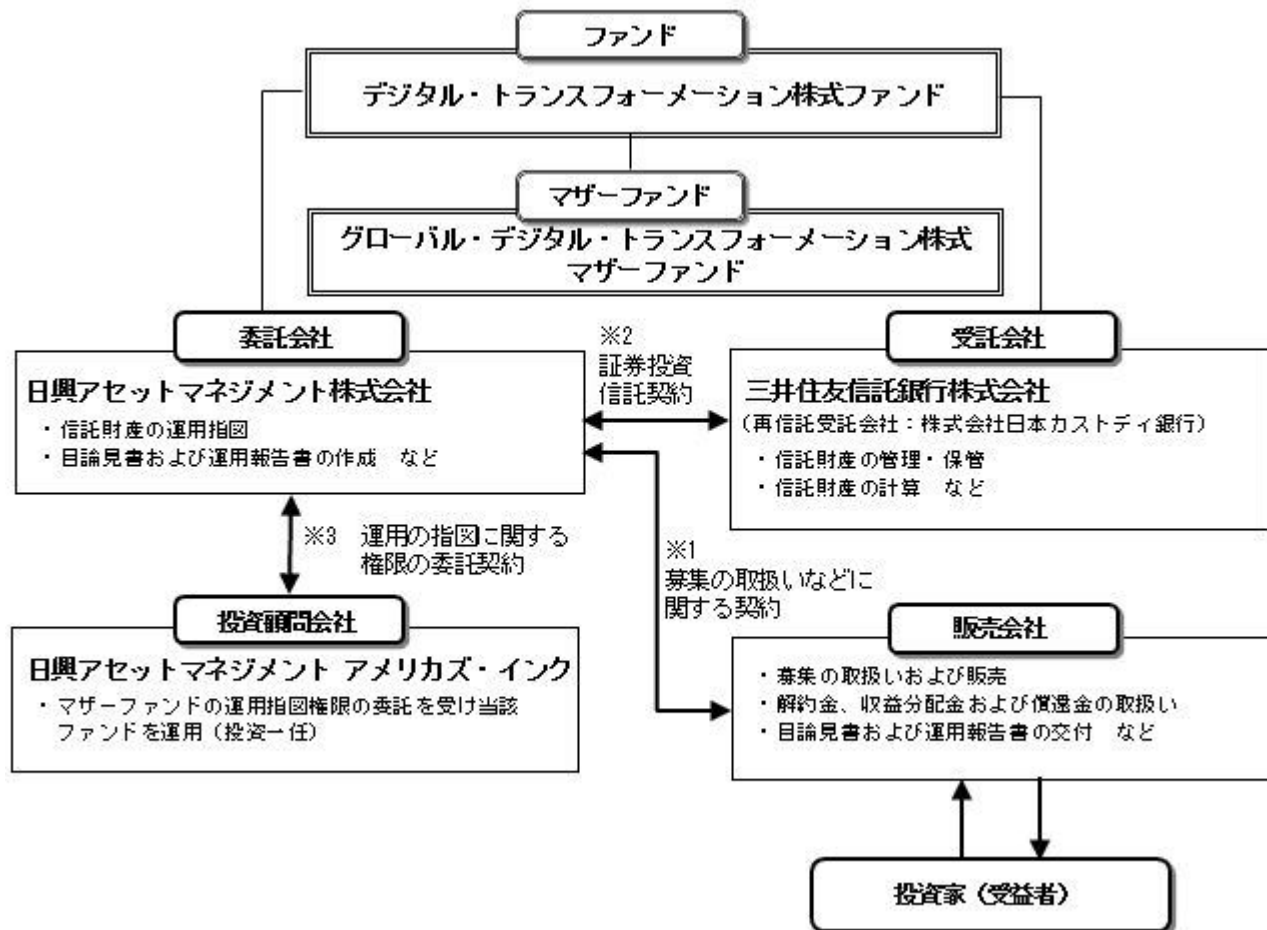 ファンド
デジタル・トランスフォーメーション株式ファンド
マザーファンド
グローバル・デジタル・トランスフォーメーション株式
マザーファンド
委託会社
日興アセットマネジメント株式会社
・信託財産の運用指図
・目論見書および運用報告書の作成　など
※2
証券投資
信託契約
受託会社
三井住友信託銀行株式会社
(再信託受託会社：株式会社日本カストディ銀行)
・信託財産の管理・保管
・信託財産の計算　など
※3　運用の指図に関する
権限の委託契約
※1
募集の取扱いなどに
関する契約
投資顧問会社
日興アセットマネジメント アメリカズ・インク
・マザーファンドの運用指図権限の委託を受け当該
ファンドを運用（投資一任）
販売会社
・募集の取扱いおよび販売
・解約金、収益分配金および償還金の取扱い
・目論見書および運用報告書の交付　など
投資家（受益者）